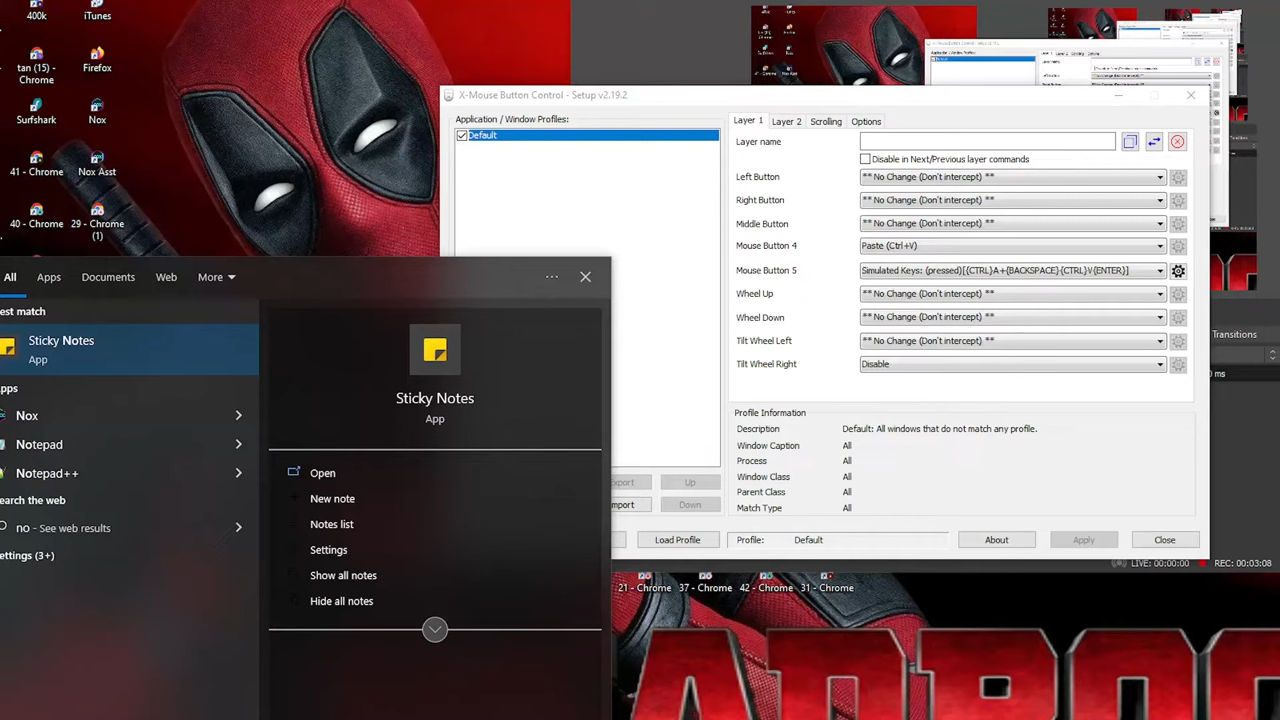 400k
iTunes
tan(15) -
Chrome
Firefox
Surfshark
Nox
41 - Chrome
Nox Asst
40 - Chrome
29 - Chrome
(1)
X-Mouse Button Control - Setup v2.19.2
Application / Window Profiles:
Default
Layer 1
Layer 2
Scrolling
Options
Layer name
Disable in Next/Previous layer commands
Left Button
** No Change (Don't intercept) **
Right Button
** No Change (Don't intercept) **
Middle Button
** No Change (Don't intercept) **
Mouse Button 4
Paste (Ctrl+V)
Mouse Button 5
Simulated Keys: (pressed)[{CTRL}A+{BACKSPACE}{CTRL}V{ENTER}]
Wheel Up
** No Change (Don't intercept) **
Wheel Down
** No Change (Don't intercept) **
Tilt Wheel Left
** No Change (Don't intercept) **
Tilt Wheel Right
Disable
Profile Information
Description
Default: All windows that do not match any profile.
Window Caption
All
Process
All
Window Class
All
Parent Class
All
Match Type
All
Export
Up
Import
Down
Load Profile
Profile:
Default
About
Apply
Close
Transitions
0 ms
LIVE: 00:00:00
REC: 00:03:08
All
Apps
Documents
Web
More
est match
Sticky Notes
App
pps
Nox
Notepad
Notepad++
earch the web
no - See web results
ettings (3+)
Sticky Notes
App
Open
New note
Notes list
Settings
Show all notes
Hide all notes
21 - Chrome
37 - Chrome
42 - Chrome
31 - Chrome